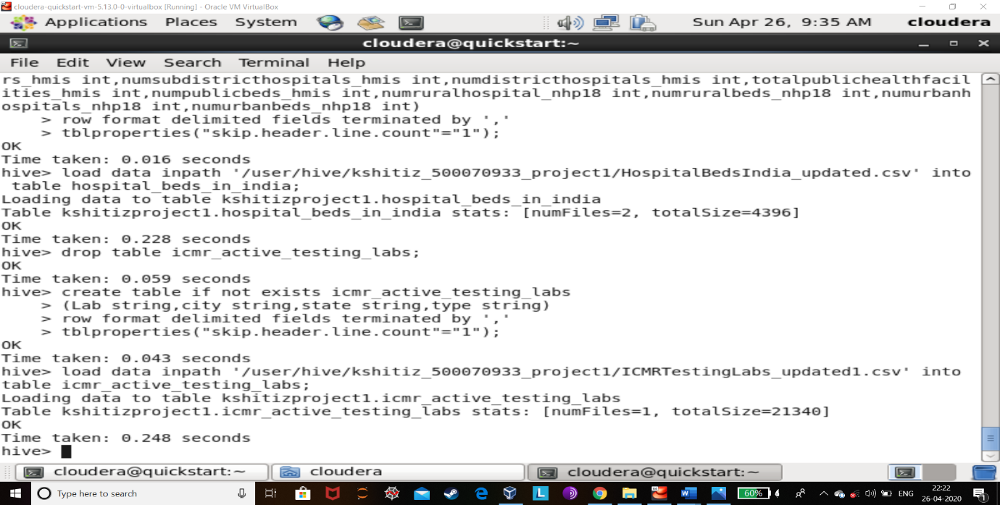 cloudera-quickstart-vm-5.13.0-0-virtualbox [Running] - Oracle VM VirtualBox
Applications Places System Sun Apr 26, 9:35 AM cloudera
cloudera@quickstart:~
File Edit View Search Terminal Help
rs_hmis int,numsubdistricthospitals_hmis int,numdistricthospitals_hmis int,totalpublichealthfacil
ities_hmis int,numpublicbeds_hmis int,numruralhospital_nhp18 int,numruralbeds_nhp18 int,numurbanh
ospitals_nhp18 int,numurbanbeds_nhp18 int)
    > row format delimited fields terminated by ','
    > tblproperties("skip.header.line.count"="1");
OK
Time taken: 0.016 seconds
hive> load data inpath '/user/hive/kshitiz_500070933_project1/HospitalBedsIndia_updated.csv' into
 table hospital_beds_in_india;
Loading data to table kshitizproject1.hospital_beds_in_india
Table kshitizproject1.hospital_beds_in_india stats: [numFiles=2, totalSize=4396]
OK
Time taken: 0.228 seconds
hive> drop table icmr_active_testing_labs;
OK
Time taken: 0.059 seconds
hive> create table if not exists icmr_active_testing_labs
    > (Lab string,city string,state string,type string)
    > row format delimited fields terminated by ','
    > tblproperties("skip.header.line.count"="1");
OK
Time taken: 0.043 seconds
hive> load data inpath '/user/hive/kshitiz_500070933_project1/ICMRTestingLabs_updated1.csv' into
table icmr_active_testing_labs;
Loading data to table kshitizproject1.icmr_active_testing_labs
Table kshitizproject1.icmr_active_testing_labs stats: [numFiles=1, totalSize=21340]
OK
Time taken: 0.248 seconds
hive>
cloudera@quickstart:~ cloudera cloudera@quickstart:~
Type here to search 60% ENG 22:22
26-04-2020